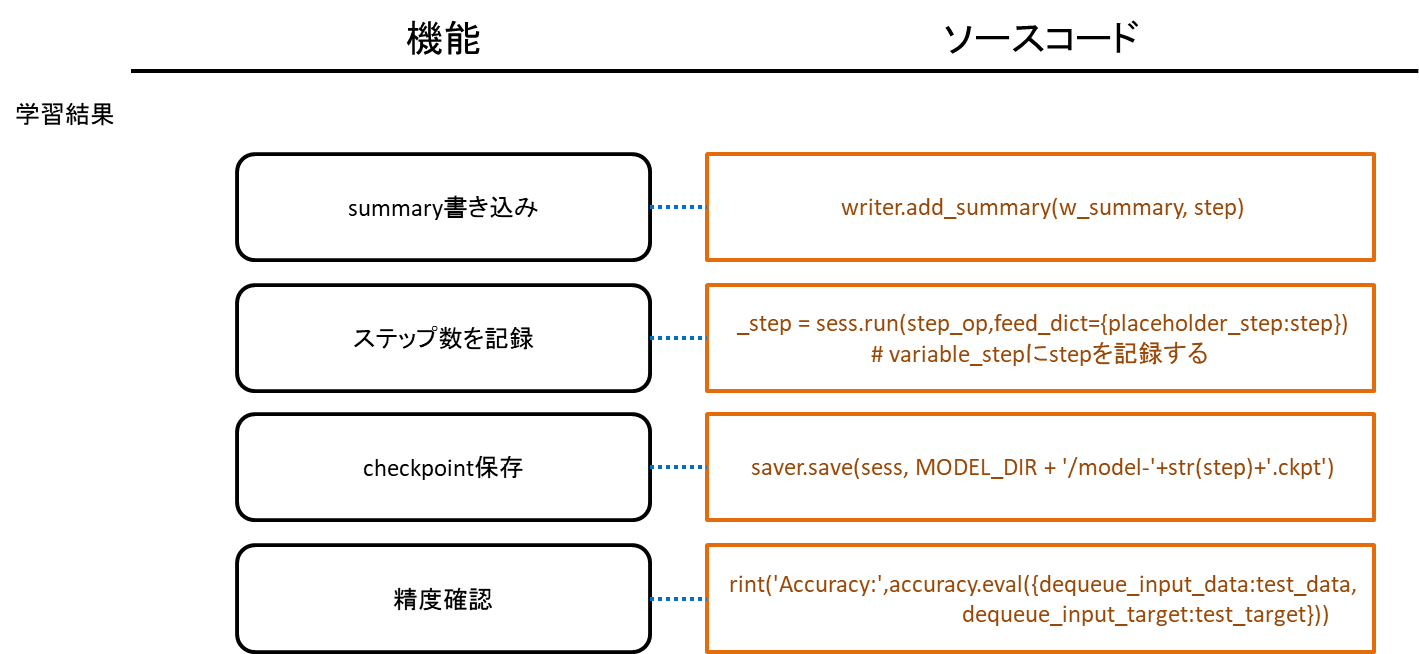 機能
ソースコード
学習結果
summary書き込み
writer.add_summary(w_summary, step)
ステップ数を記録
_step = sess.run(step_op,feed_dict={placeholder_step:step})
# variable_stepにstepを記録する
checkpoint保存
saver.save(sess, MODEL_DIR + '/model-'+str(step)+'.ckpt')
精度確認
rint('Accuracy:',accuracy.eval({dequeue_input_data:test_data,
dequeue_input_target:test_target}))